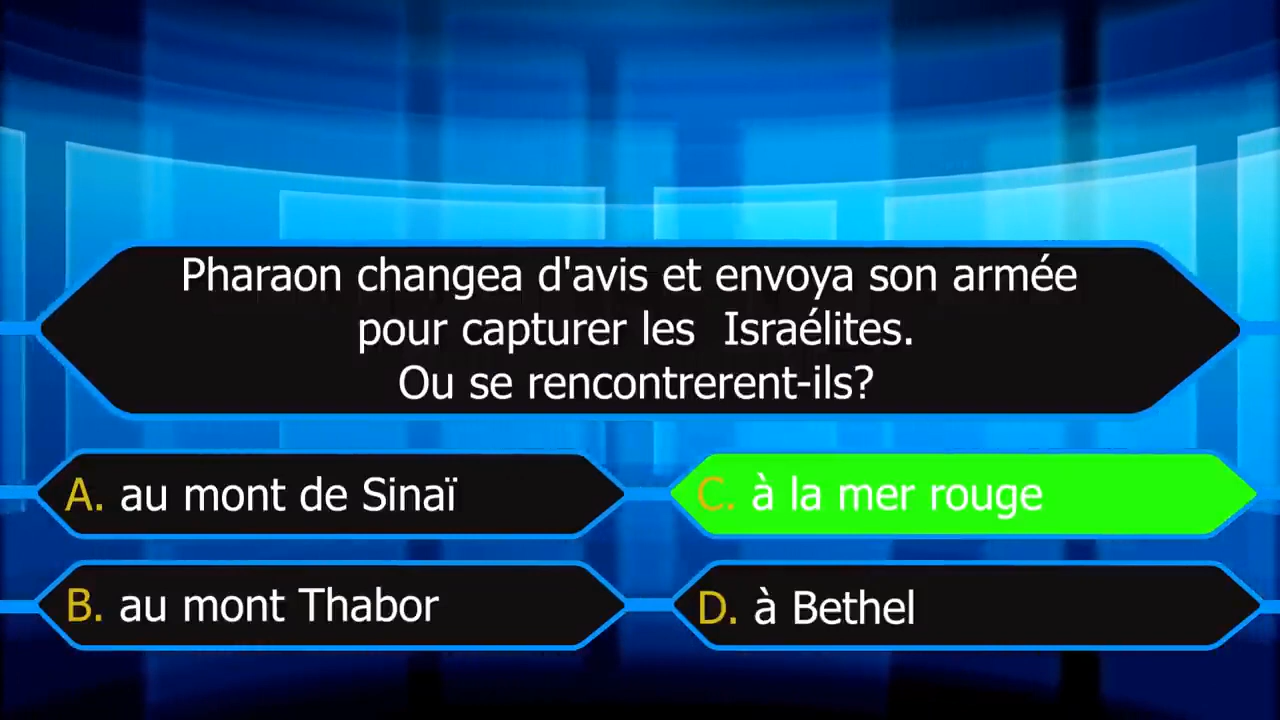 Pharaon changea d'avis et envoya son armée
pour capturer les  Israélites.
Ou se rencontrerent-ils?
A. au mont de Sinaï
B. au mont Thabor
C. à la mer rouge
D. à Bethel